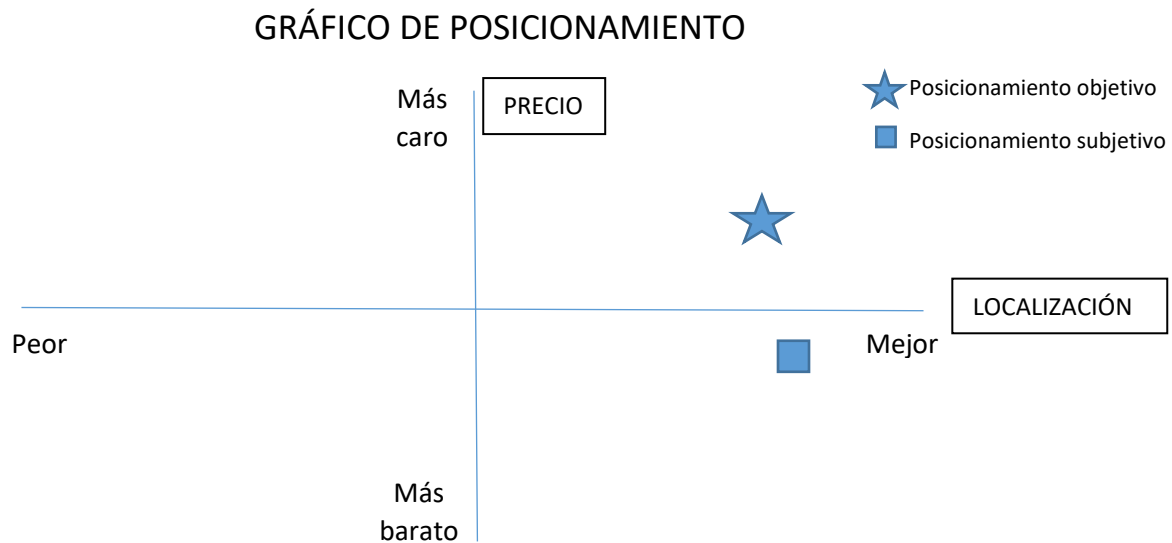 GRÁFICO DE POSICIONAMIENTO
Más
caro
PRECIO
Posicionamiento objetivo
Posicionamiento subjetivo
LOCALIZACIÓN
Peor
Mejor
Más
barato